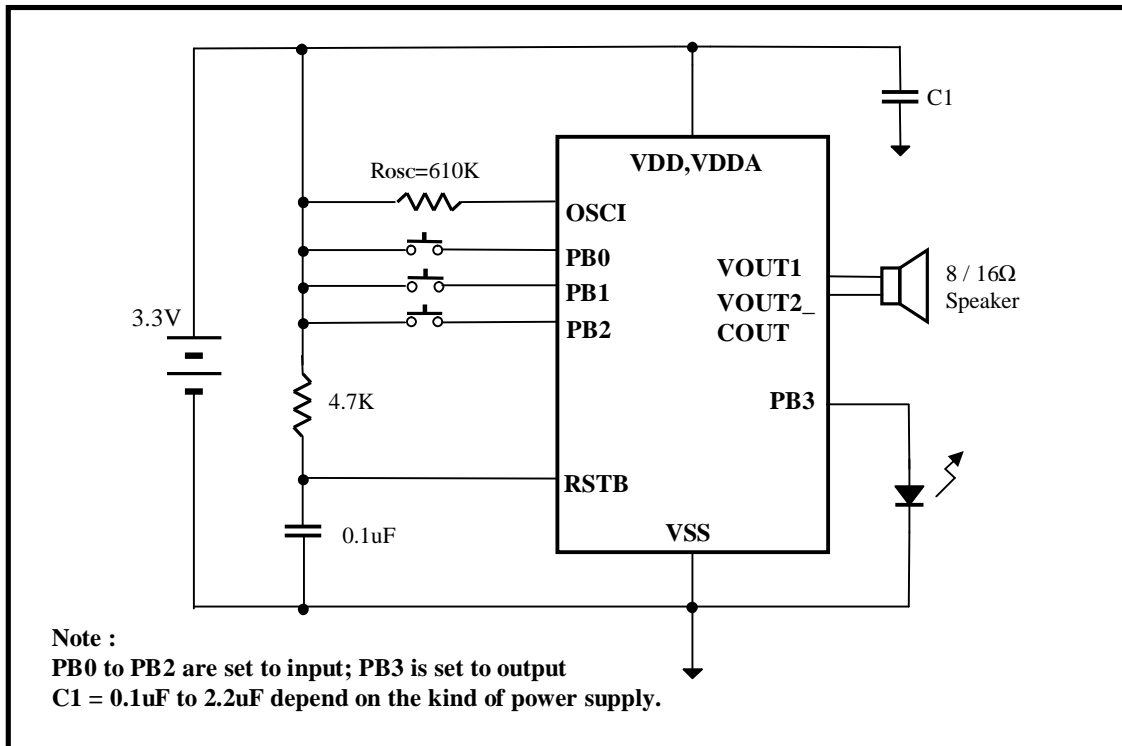 C1
VDD,VDDA
Rosc=610K
OSCI
PB0
PB1
PB2
VOUT1
VOUT2_
COUT
8 / 16Ω
Speaker
3.3V
4.7K
PB3
RSTB
0.1uF
VSS
Note :
PB0 to PB2 are set to input; PB3 is set to output
C1 = 0.1uF to 2.2uF depend on the kind of power supply.